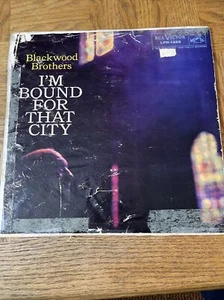 RCA VICTOR
Blackwood
Brothers
I'M
BOUND
FOR
THAT
CITY